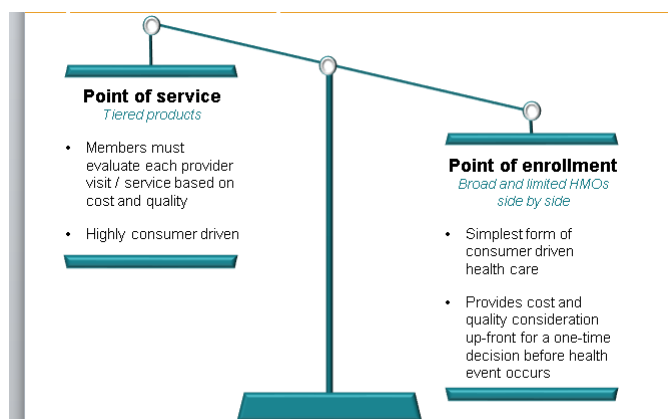 Point of service
Tiered products
• Members must
evaluate each provider
visit / service based on
cost and quality
• Highly consumer driven
Point of enrollment
Broad and limited HMOs
side by side
• Simplest form of
consumer driven
health care
• Provides cost and
quality consideration
up-front for a one-time
decision before health
event occurs